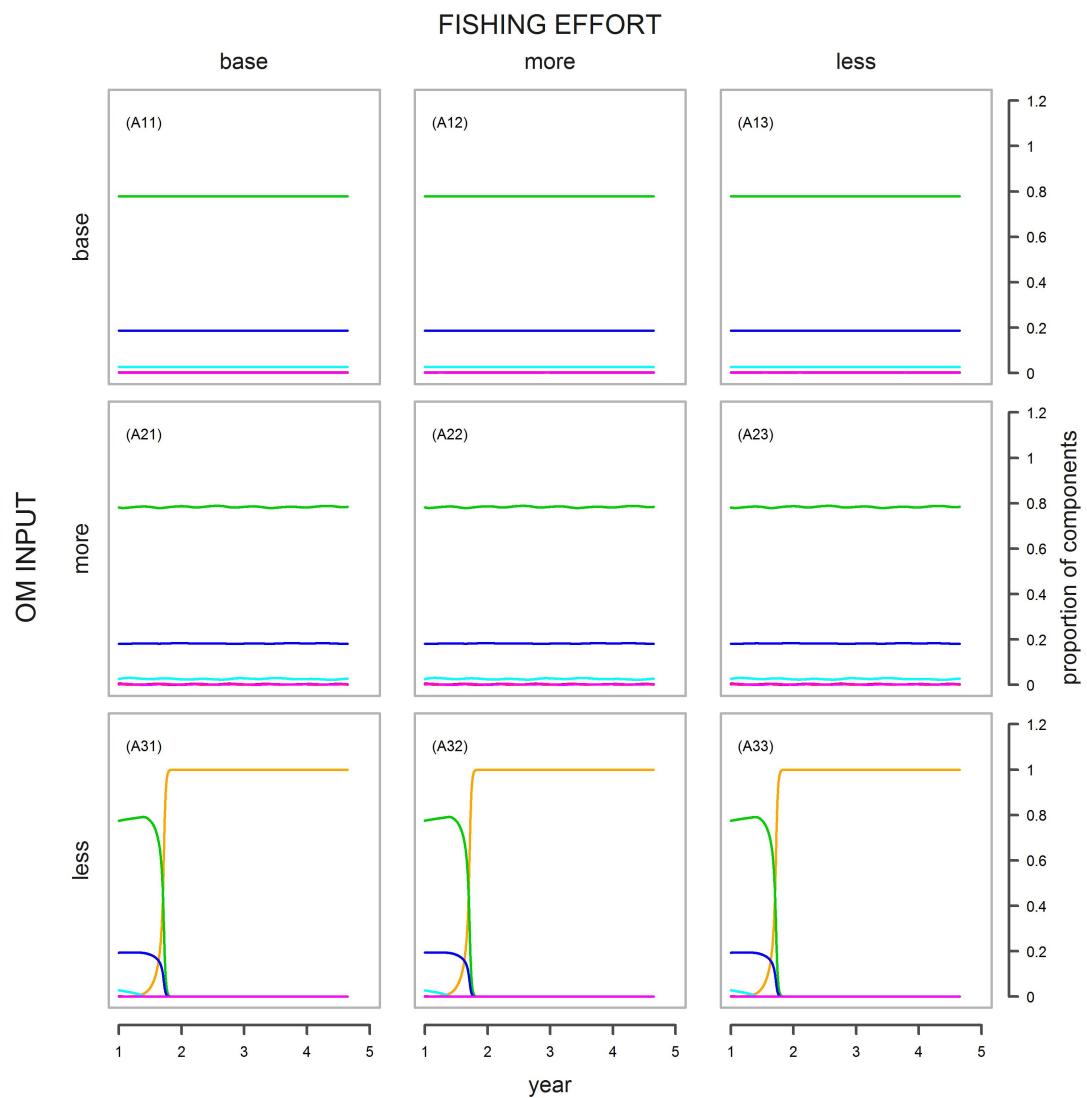 FISHING EFFORT
base more less
(A11) (A12) (A13)
1.2
1
0.8
0.6
0.4
0.2
0
base
(A21) (A22) (A23)
1.2
1
0.8
0.6
0.4
0.2
0
more
OM INPUT
proportion of components
(A31) (A32) (A33)
1.2
1
0.8
0.6
0.4
0.2
0
less
1 2 3 4 5 1 2 3 4 5 1 2 3 4 5
year